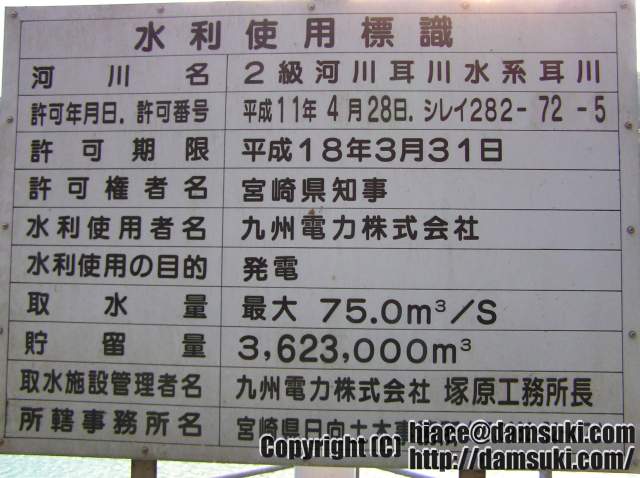 水利使用標識
河川名 2級河川耳川水系耳川
許可年月日.許可番号 平成11年4月28日.シレイ282-72-5
許可期限 平成18年3月31日
許可権者名 宮崎県知事
水利使用者名 九州電力株式会社
水利使用の目的 発電
取水量 最大 75.0m³/S
貯留量 3,623,000m³
取水施設管理者名 九州電力株式会社 塚原工務所長
所轄事務所名 宮崎県日向土木事
Copyright (C) hiace@damsuki.com
http://damsuki.com/